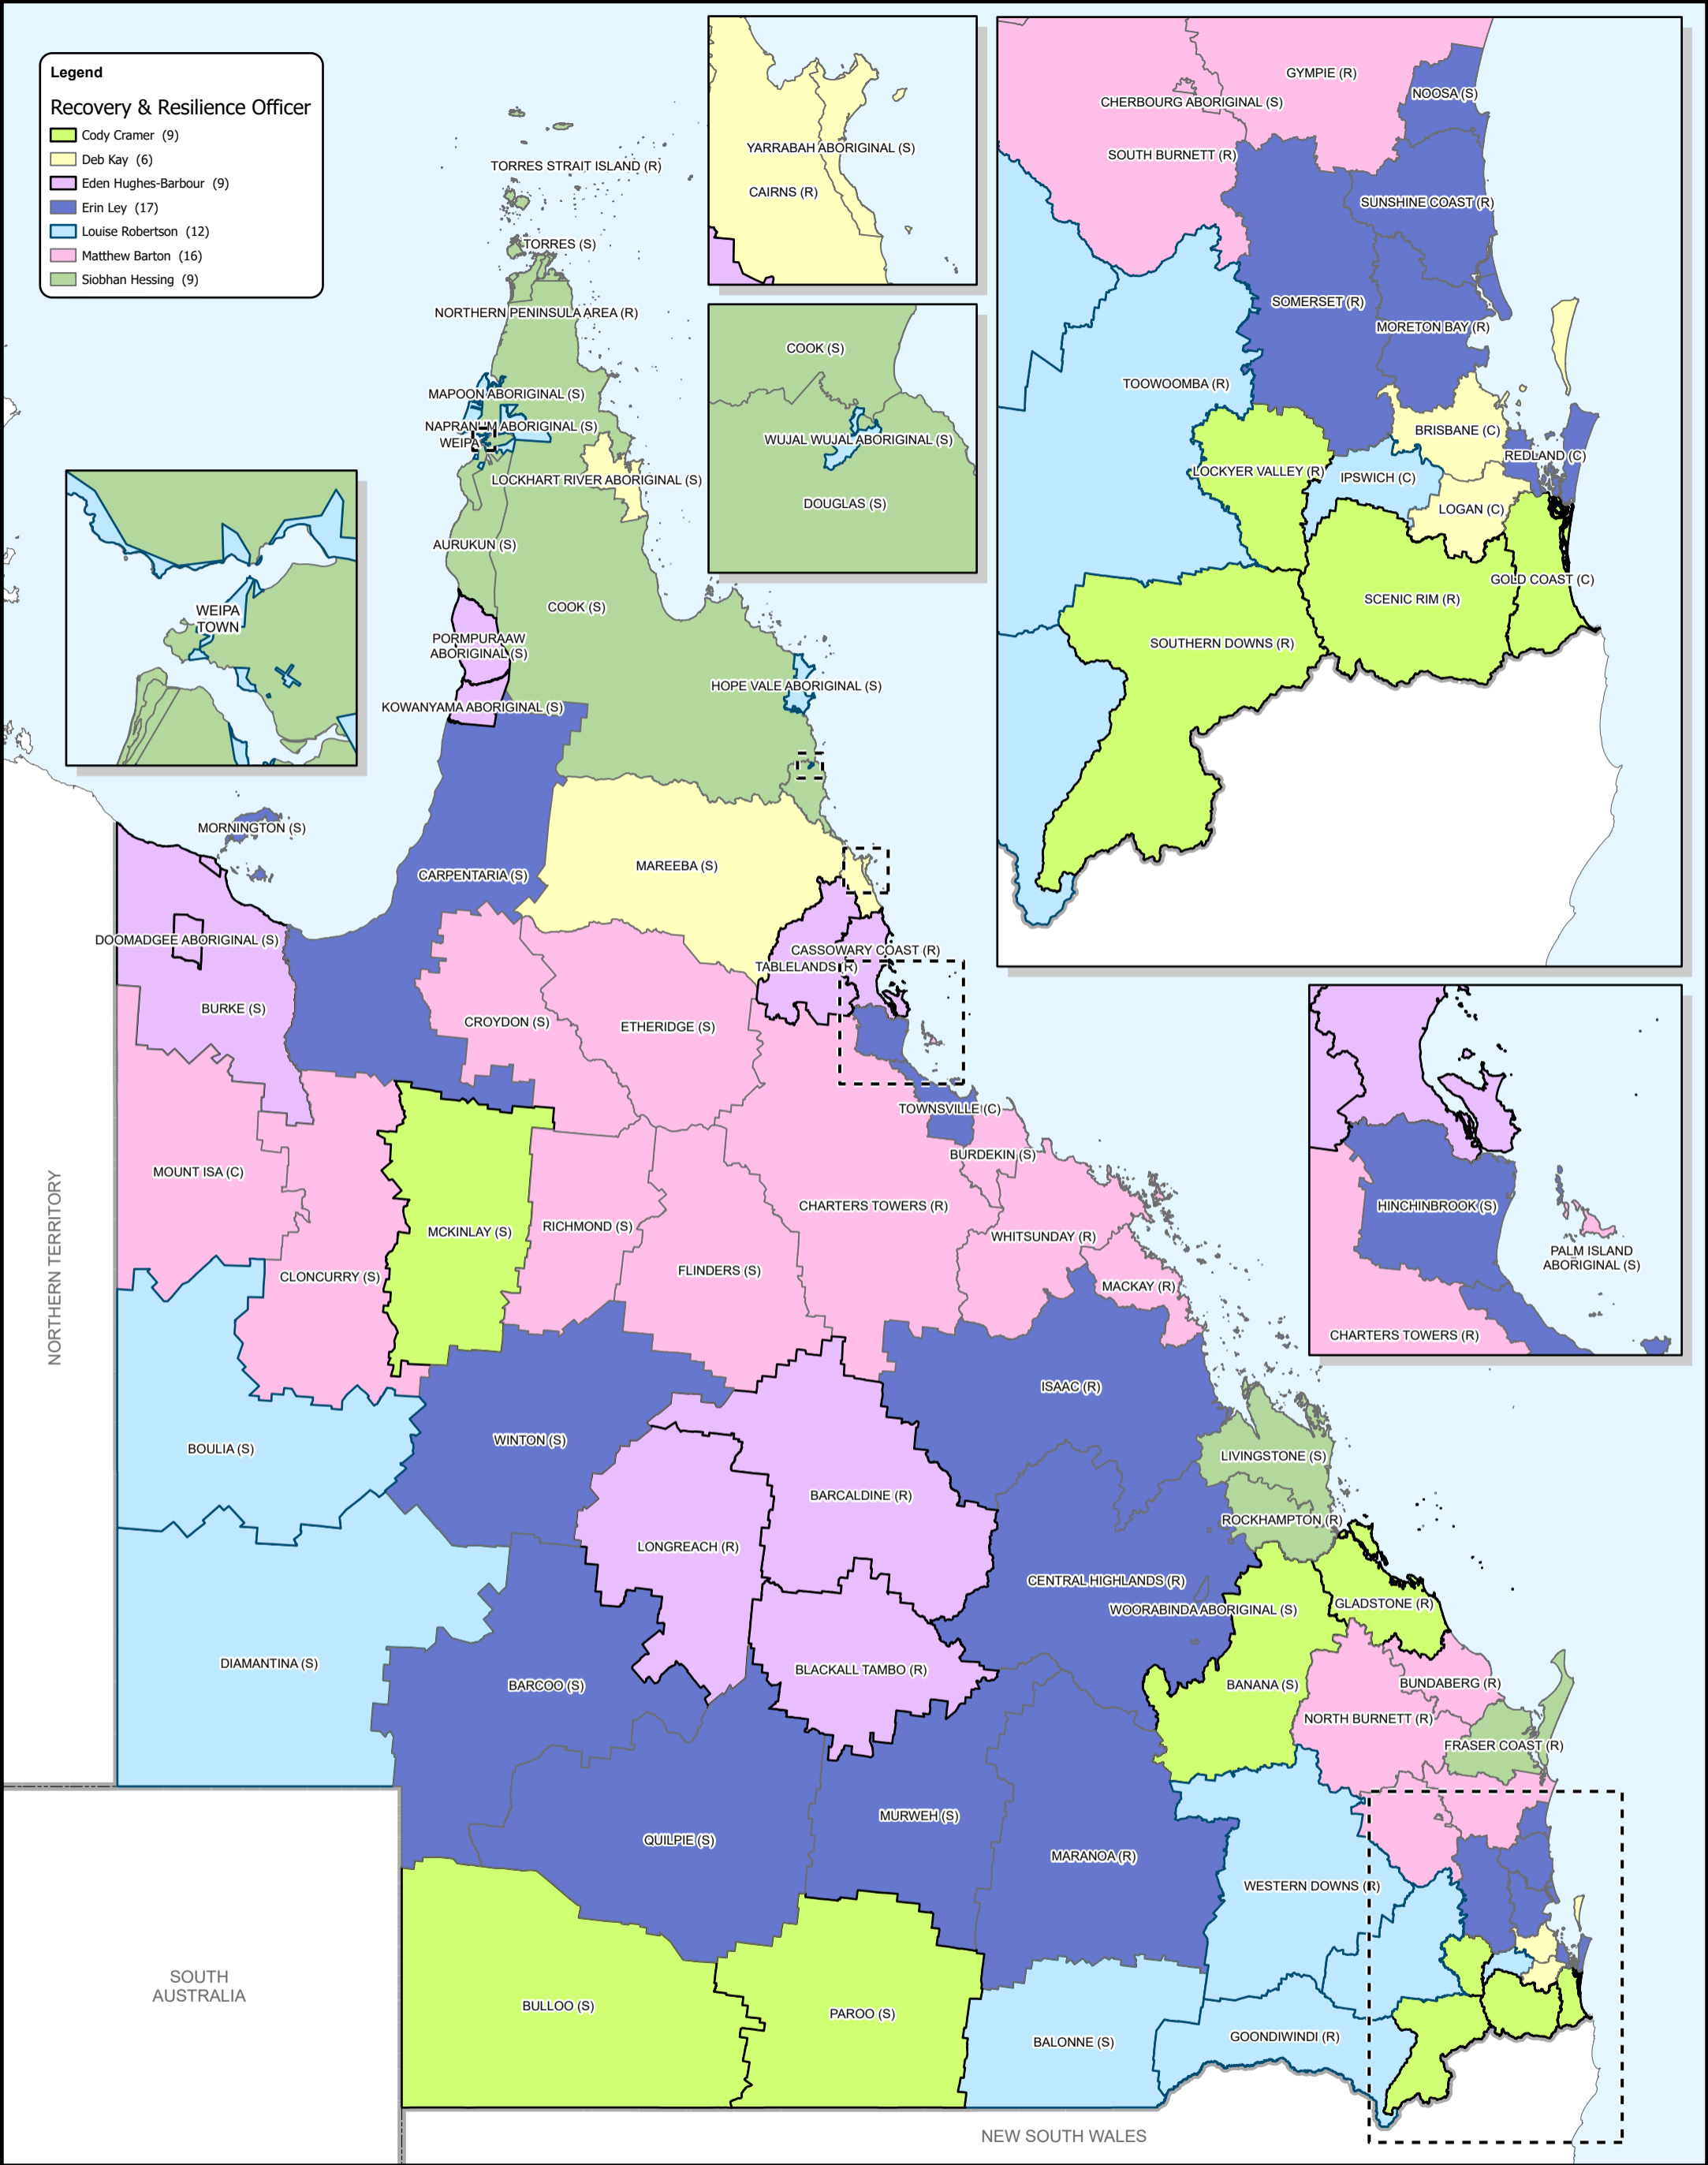 Legend
Recovery & Resilience Officer
Cody Cramer (9)
Deb Kay (6)
Eden Hughes-Barbour (9)
Erin Ley (17)
Louise Robertson (12)
Matthew Barton (16)
Siobhan Hessing (9)
YARRABAH ABORIGINAL (S)
CAIRNS (R)
COOK (S)
WUJAL WUJAL ABORIGINAL (S)
DOUGLAS (S)
GYMPIE (R)
NOOSA (S)
CHERBOURG ABORIGINAL (S)
SOUTH BURNETT (R)
SUNSHINE COAST (R)
SOMERSET (R)
MORETON BAY (R)
TOOWOOMBA (R)
BRISBANE (C)
REDLAND (C)
LOCKYER VALLEY (R)
IPSWICH (C)
LOGAN (C)
GOLD COAST (C)
SCENIC RIM (R)
SOUTHERN DOWNS (R)
WEIPA
TOWN
HINCHINBROOK (S)
PALM ISLAND
ABORIGINAL (S)
CHARTERS TOWERS (R)
TORRES STRAIT ISLAND (R)
TORRES (S)
NORTHERN PENINSULA AREA (R)
MAPOON ABORIGINAL (S)
NAPRANUM ABORIGINAL (S)
WEIPA
LOCKHART RIVER ABORIGINAL (S)
AURUKUN (S)
COOK (S)
PORMPURAAW
ABORIGINAL (S)
HOPE VALE ABORIGINAL (S)
KOWANYAMA ABORIGINAL (S)
MORNINGTON (S)
CARPENTARIA (S)
MAREEBA (S)
DOOMADGEE ABORIGINAL (S)
CASSOWARY COAST (R)
TABLELANDS (R)
BURKE (S)
CROYDON (S)
ETHERIDGE (S)
TOWNSVILLE (C)
BURDEKIN (S)
MOUNT ISA (C)
CHARTERS TOWERS (R)
RICHMOND (S)
MCKINLAY (S)
WHITSUNDAY (R)
FLINDERS (S)
CLONCURRY (S)
MACKAY (R)
ISAAC (R)
WINTON (S)
BOULIA (S)
LIVINGSTONE (S)
BARCALDINE (R)
ROCKHAMPTON (R)
LONGREACH (R)
CENTRAL HIGHLANDS (R)
GLADSTONE (R)
WOORABINDA ABORIGINAL (S)
DIAMANTINA (S)
BLACKALL TAMBO (R)
BARCOO (S)
BANANA (S)
BUNDABERG (R)
NORTH BURNETT (R)
FRASER COAST (R)
MURWEH (S)
QUILPIE (S)
MARANOA (R)
WESTERN DOWNS (R)
BULLOO (S)
PAROO (S)
GOONDIWINDI (R)
BALONNE (S)
NORTHERN TERRITORY
SOUTH
AUSTRALIA
NEW SOUTH WALES